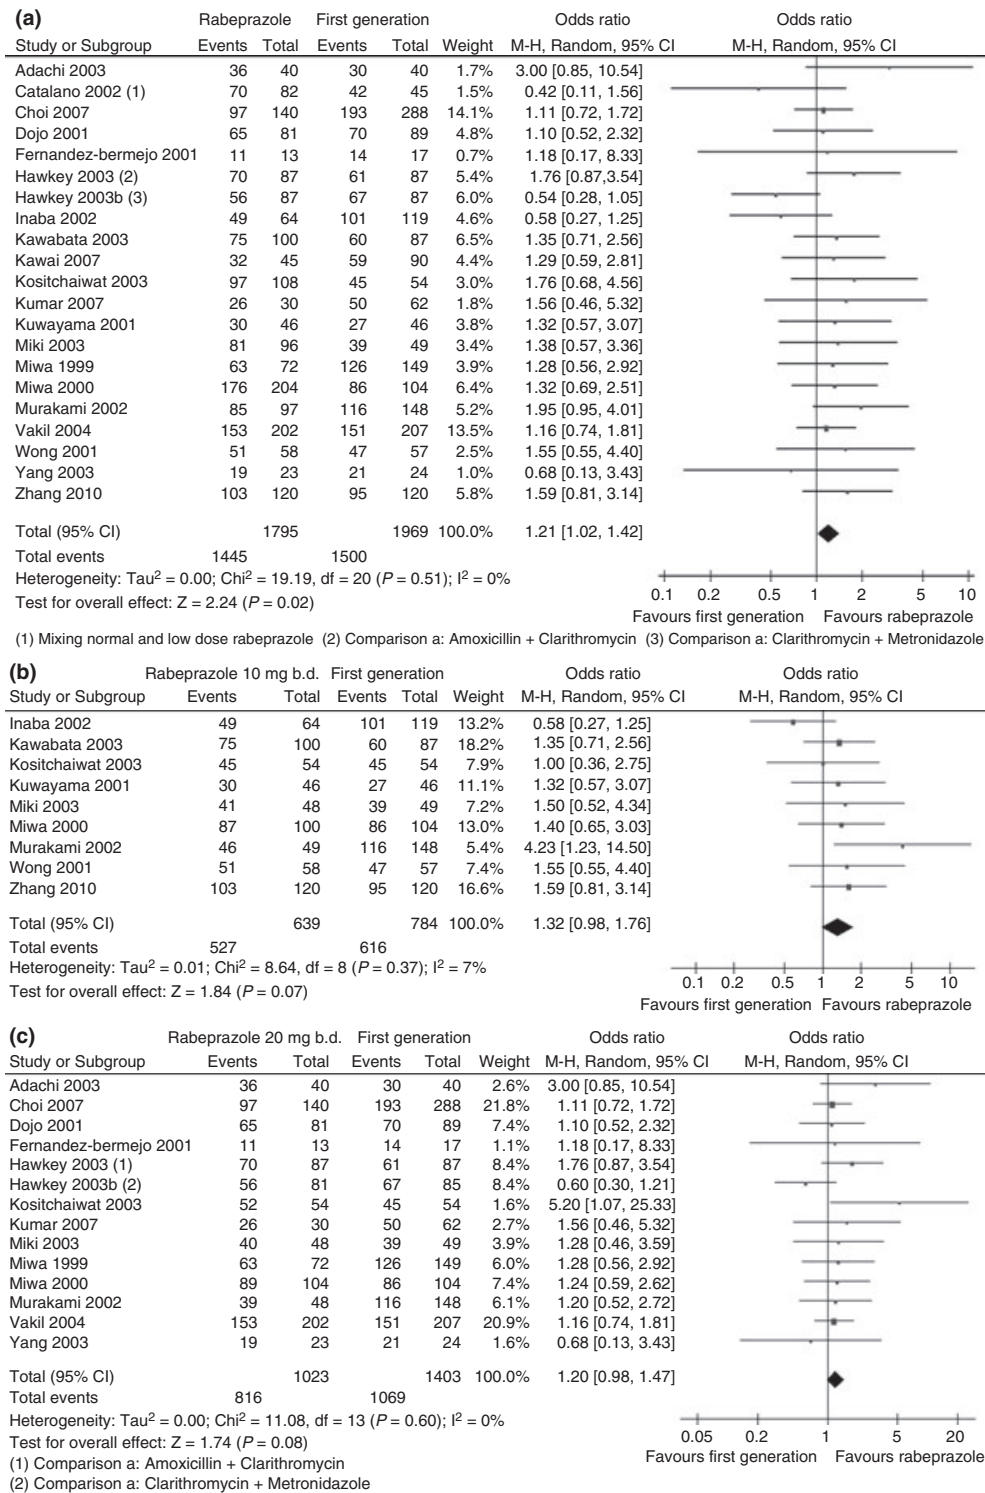 (a)
Rabeprazole First generation Odds ratio Odds ratio
Study or Subgroup Events Total Events Total Weight M-H, Random, 95% CI M-H, Random, 95% CI
Adachi 2003 36 40 30 40 1.7% 3.00 [0.85, 10.54]
Catalano 2002 (1) 70 82 42 45 1.5% 0.42 [0.11, 1.56]
Choi 2007 97 140 193 288 14.1% 1.11 [0.72, 1.72]
Dojo 2001 65 81 70 89 4.8% 1.10 [0.52, 2.32]
Fernandez-bermejo 2001 11 13 14 17 0.7% 1.18 [0.17, 8.33]
Hawkey 2003 (2) 70 87 61 87 5.4% 1.76 [0.87,3.54]
Hawkey 2003b (3) 56 87 67 87 6.0% 0.54 [0.28, 1.05]
Inaba 2002 49 64 101 119 4.6% 0.58 [0.27, 1.25]
Kawabata 2003 75 100 60 87 6.5% 1.35 [0.71, 2.56]
Kawai 2007 32 45 59 90 4.4% 1.29 [0.59, 2.81]
Kositchaiwat 2003 97 108 45 54 3.0% 1.76 [0.68, 4.56]
Kumar 2007 26 30 50 62 1.8% 1.56 [0.46, 5.32]
Kuwayama 2001 30 46 27 46 3.8% 1.32 [0.57, 3.07]
Miki 2003 81 96 39 49 3.4% 1.38 [0.57, 3.36]
Miwa 1999 63 72 126 149 3.9% 1.28 [0.56, 2.92]
Miwa 2000 176 204 86 104 6.4% 1.32 [0.69, 2.51]
Murakami 2002 85 97 116 148 5.2% 1.95 [0.95, 4.01]
Vakil 2004 153 202 151 207 13.5% 1.16 [0.74, 1.81]
Wong 2001 51 58 47 57 2.5% 1.55 [0.55, 4.40]
Yang 2003 19 23 21 24 1.0% 0.68 [0.13, 3.43]
Zhang 2010 103 120 95 120 5.8% 1.59 [0.81, 3.14]
Total (95% CI) 1795 1969 100.0% 1.21 [1.02, 1.42]
Total events 1445 1500
Heterogeneity: Tau² = 0.00; Chi² = 19.19, df = 20 (P = 0.51); I² = 0%
Test for overall effect: Z = 2.24 (P = 0.02)
0.1 0.2 0.5 1 2 5 10
Favours first generation Favours rabeprazole
(1) Mixing normal and low dose rabeprazole (2) Comparison a: Amoxicillin + Clarithromycin (3) Comparison a: Clarithromycin + Metronidazole
(b)
Rabeprazole 10 mg b.d. First generation Odds ratio Odds ratio
Study or Subgroup Events Total Events Total Weight M-H, Random, 95% CI M-H, Random, 95% CI
Inaba 2002 49 64 101 119 13.2% 0.58 [0.27, 1.25]
Kawabata 2003 75 100 60 87 18.2% 1.35 [0.71, 2.56]
Kositchaiwat 2003 45 54 45 54 7.9% 1.00 [0.36, 2.75]
Kuwayama 2001 30 46 27 46 11.1% 1.32 [0.57, 3.07]
Miki 2003 41 48 39 49 7.2% 1.50 [0.52, 4.34]
Miwa 2000 87 100 86 104 13.0% 1.40 [0.65, 3.03]
Murakami 2002 46 49 116 148 5.4% 4.23 [1.23, 14.50]
Wong 2001 51 58 47 57 7.4% 1.55 [0.55, 4.40]
Zhang 2010 103 120 95 120 16.6% 1.59 [0.81, 3.14]
Total (95% CI) 639 784 100.0% 1.32 [0.98, 1.76]
Total events 527 616
Heterogeneity: Tau² = 0.01; Chi² = 8.64, df = 8 (P = 0.37); I² = 7%
Test for overall effect: Z = 1.84 (P = 0.07)
0.1 0.2 0.5 1 2 5 10
Favours first generation Favours rabeprazole
(c)
Rabeprazole 20 mg b.d. First generation Odds ratio Odds ratio
Study or Subgroup Events Total Events Total Weight M-H, Random, 95% CI M-H, Random, 95% CI
Adachi 2003 36 40 30 40 2.6% 3.00 [0.85, 10.54]
Choi 2007 97 140 193 288 21.8% 1.11 [0.72, 1.72]
Dojo 2001 65 81 70 89 7.4% 1.10 [0.52, 2.32]
Fernandez-bermejo 2001 11 13 14 17 1.1% 1.18 [0.17, 8.33]
Hawkey 2003 (1) 70 87 61 87 8.4% 1.76 [0.87, 3.54]
Hawkey 2003b (2) 56 81 67 85 8.4% 0.60 [0.30, 1.21]
Kositchaiwat 2003 52 54 45 54 1.6% 5.20 [1.07, 25.33]
Kumar 2007 26 30 50 62 2.7% 1.56 [0.46, 5.32]
Miki 2003 40 48 39 49 3.9% 1.28 [0.46, 3.59]
Miwa 1999 63 72 126 149 6.0% 1.28 [0.56, 2.92]
Miwa 2000 89 104 86 104 7.4% 1.24 [0.59, 2.62]
Murakami 2002 39 48 116 148 6.1% 1.20 [0.52, 2.72]
Vakil 2004 153 202 151 207 20.9% 1.16 [0.74, 1.81]
Yang 2003 19 23 21 24 1.6% 0.68 [0.13, 3.43]
Total (95% CI) 1023 1403 100.0% 1.20 [0.98, 1.47]
Total events 816 1069
Heterogeneity: Tau² = 0.00; Chi² = 11.08, df = 13 (P = 0.60); I² = 0%
Test for overall effect: Z = 1.74 (P = 0.08)
0.05 0.2 1 5 20
Favours first generation Favours rabeprazole
(1) Comparison a: Amoxicillin + Clarithromycin
(2) Comparison a: Clarithromycin + Metronidazole